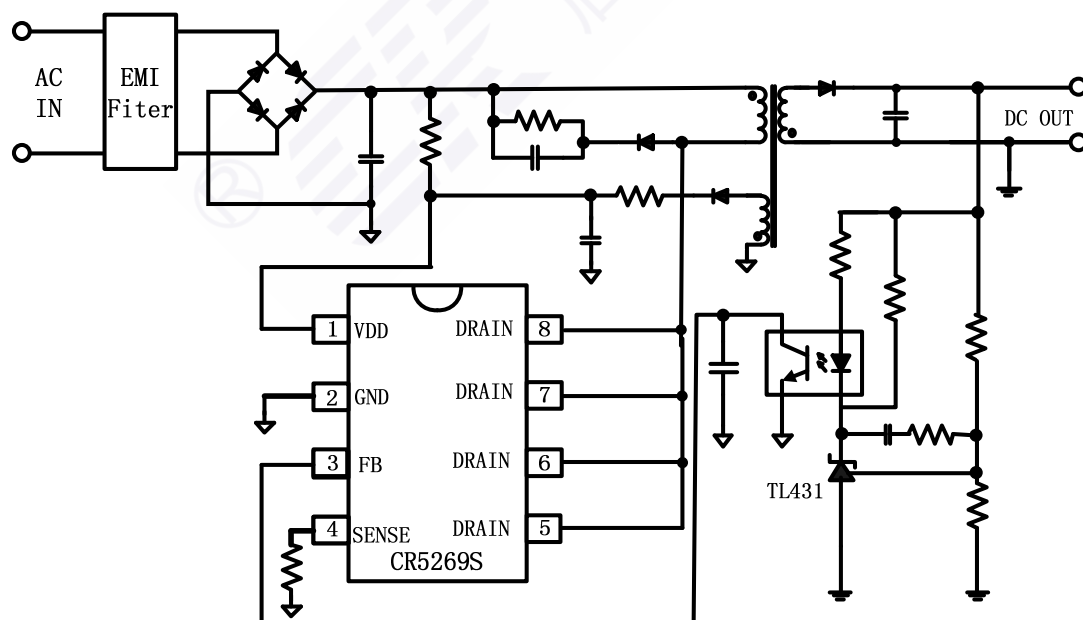 AC
IN
EMI
Fiter
DC OUT
1 VDD
DRAIN 8
2 GND
DRAIN 7
3 FB
DRAIN 6
4 SENSE
DRAIN 5
CR5269S
TL431